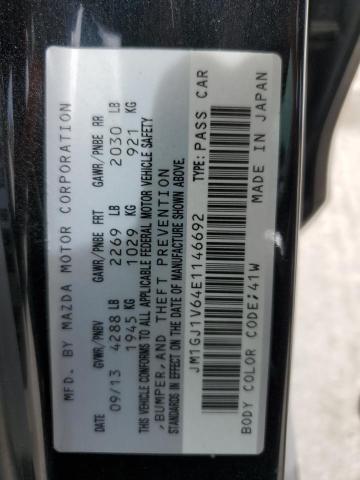 MFD. BY MAZDA MOTOR CORPORATION
DATE GVWR/PNBV GAWR/PNBE FRT GAWR/PNBE RR
09/13 4288 LB 2269 LB 2030 LB
1945 KG 1029 KG 921 KG
THIS VEHICLE CONFORMS TO ALL APPLICABLE FEDERAL MOTOR VEHICLE SAFETY
,BUMPER, AND THEFT PREVENTION
STANDARDS IN EFFECT ON THE DATE OF MANUFACTURE SHOWN ABOVE.
JM1GJ1V64E1146692 TYPE: PASS CAR
BODY COLOR CODE:41W MADE IN JAPAN